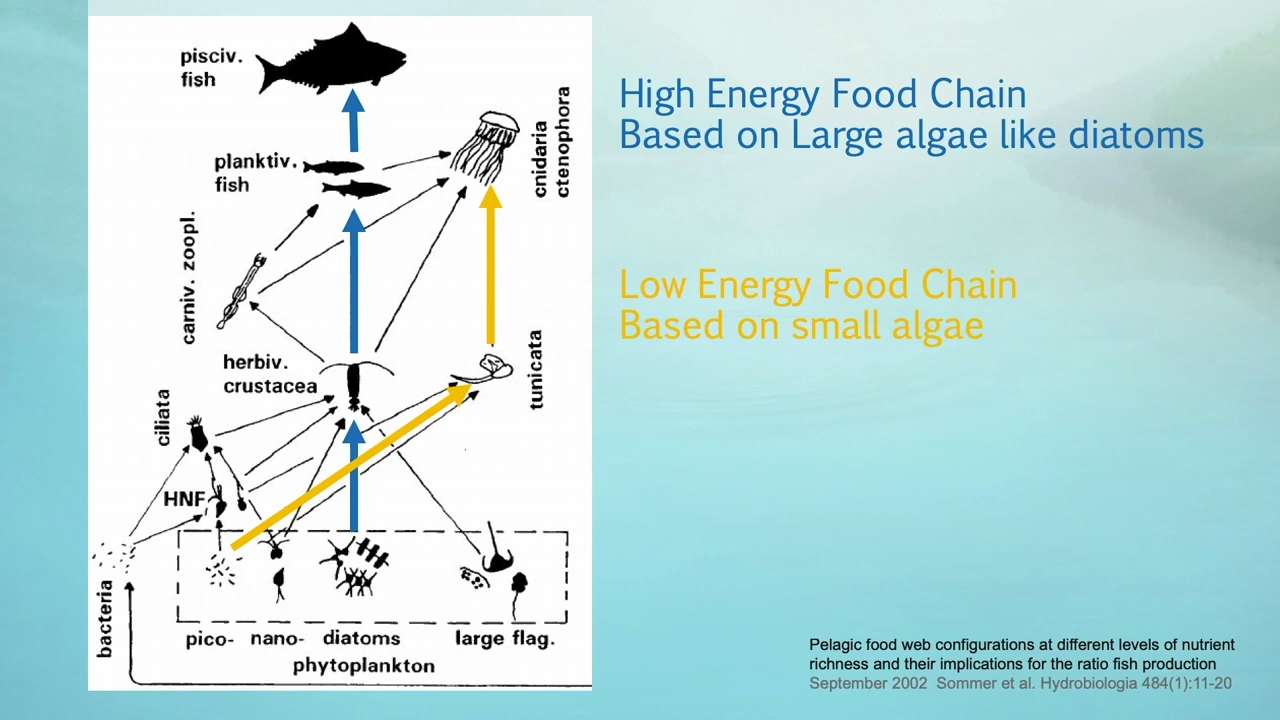 pisciv.
fish
planktiv.
fish
cnidaria
ctenophora
carniv. zoopl.
herbiv.
crustacea
tunicata
ciliata
HNF
bacteria
pico- nano- diatoms large flag.
phytoplankton
High Energy Food Chain
Based on Large algae like diatoms
Low Energy Food Chain
Based on small algae
Pelagic food web configurations at different levels of nutrient
richness and their implications for the ratio fish production
September 2002 Sommer et al. Hydrobiologia 484(1):11-20